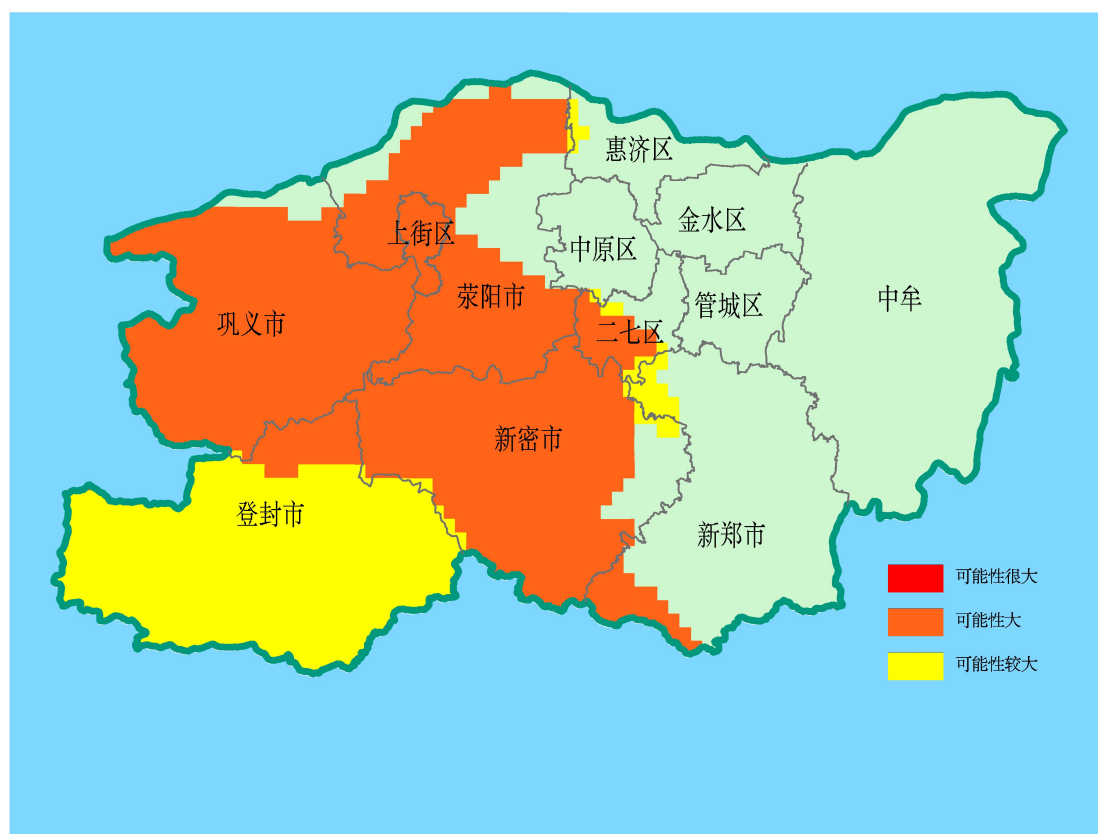 惠济区
金水区
上街区
中原区
荥阳市
管城区
中牟
巩义市
二七区
新密市
登封市
新郑市
可能性很大
可能性大
可能性较大